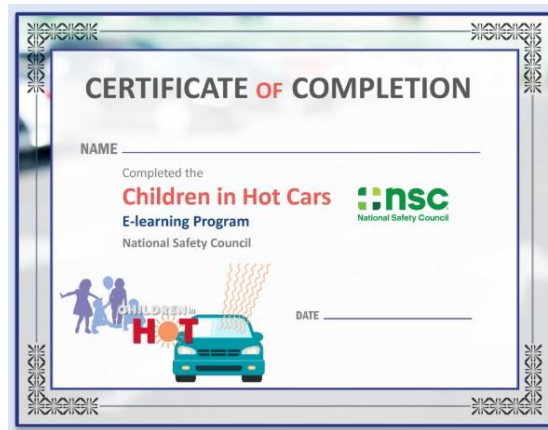 CERTIFICATE OF COMPLETION
NAME
Completed the
Children in Hot Cars
E-learning Program
National Safety Council
nsc
National Safety Council
CHILDREN in
HOT
DATE